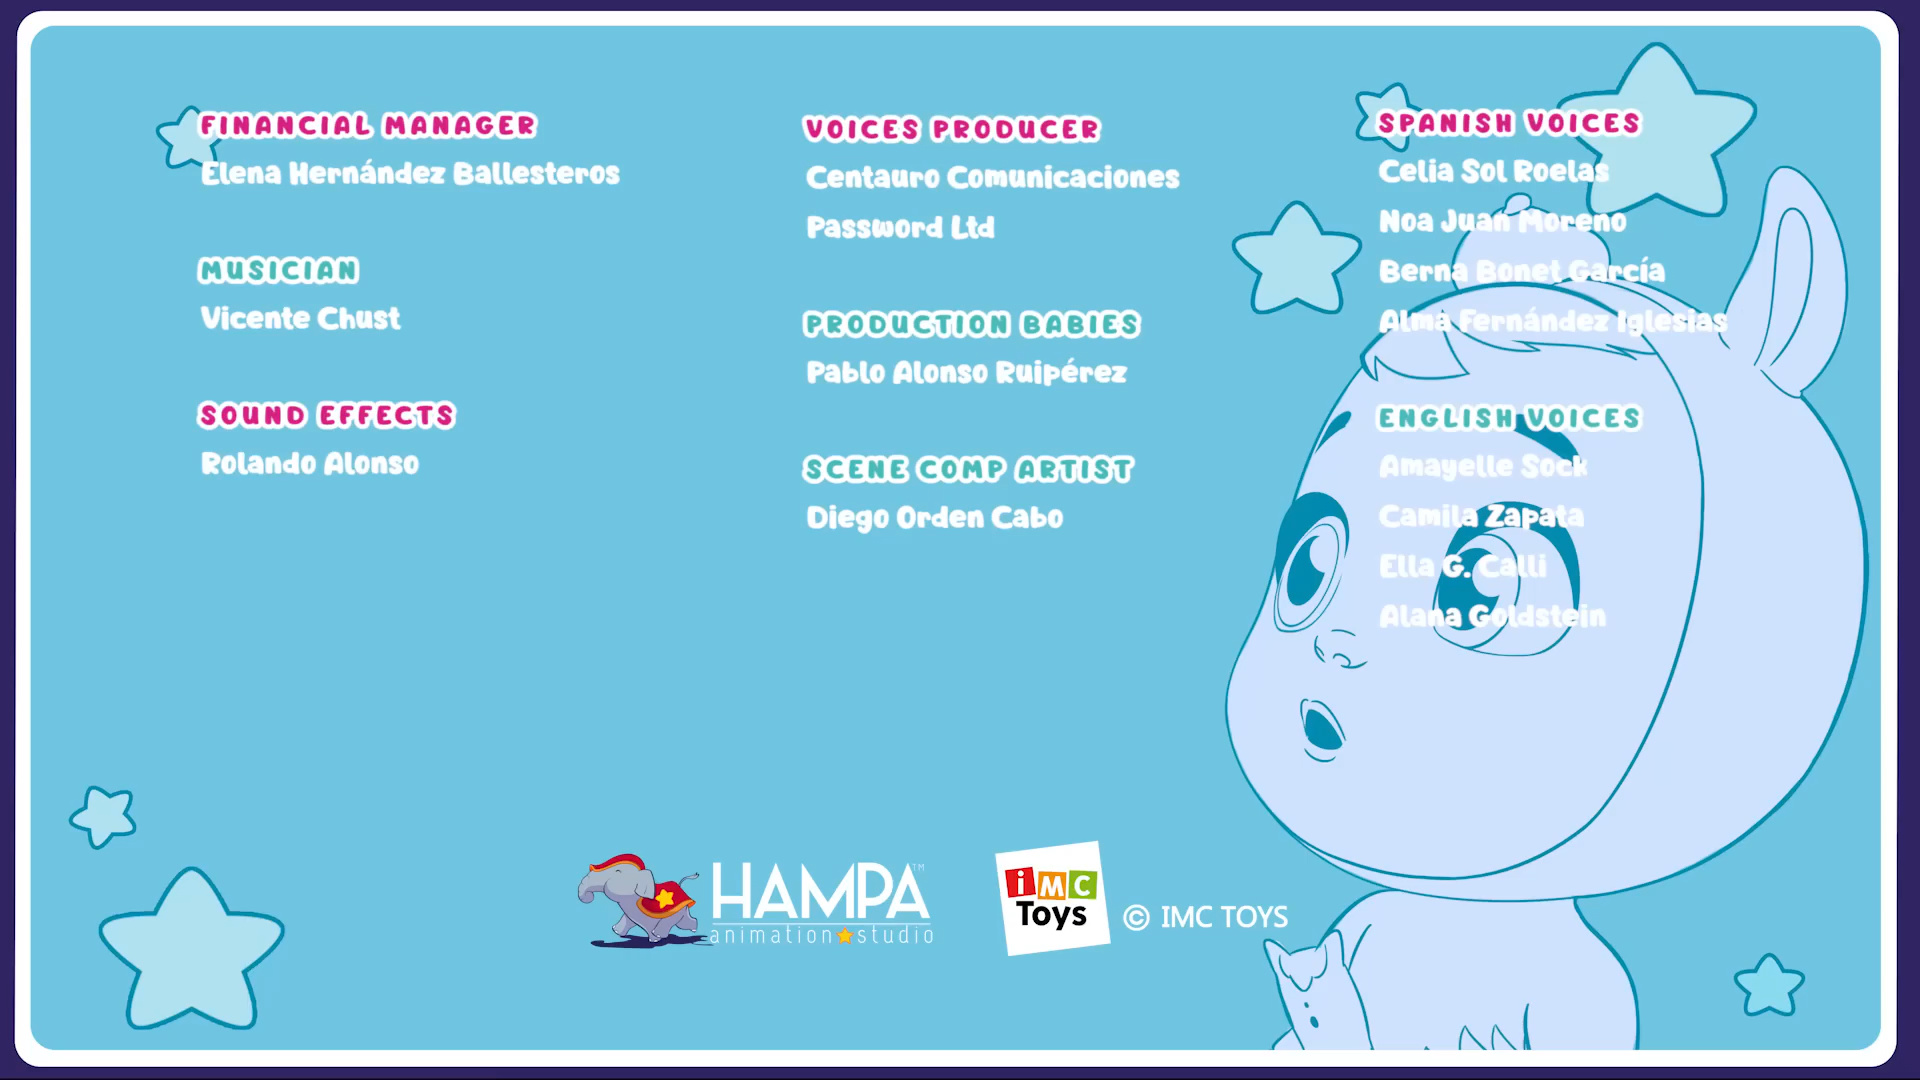 FINANCIAL MANAGER
Elena Hernández Ballesteros
MUSICIAN
Vicente Chust
SOUND EFFECTS
Rolando Alonso
VOICES PRODUCER
Centauro Comunicaciones
Password Ltd
PRODUCTION BABIES
Pablo Alonso Ruipérez
SCENE COMP ARTIST
Diego Orden Cabo
SPANISH VOICES
Celia Sol Roelas
Noa Juan Moreno
Berna Bonet García
Alma Fernández Iglesias
ENGLISH VOICES
Amayelle Sock
Camila Zapata
Ella G. Calli
Alana Goldstein
HAMPA™
animation studio
iMC
Toys
© IMC TOYS